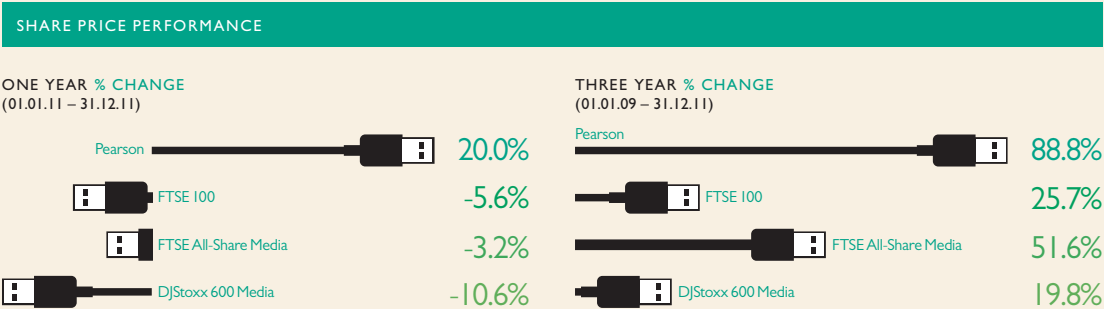 SHARE PRICE PERFORMANCE
ONE YEAR % CHANGE
(01.01.11 – 31.12.11)
Pearson 20.0%
FTSE 100 -5.6%
FTSE All-Share Media -3.2%
DJStoxx 600 Media -10.6%
THREE YEAR % CHANGE
(01.01.09 – 31.12.11)
Pearson 88.8%
FTSE 100 25.7%
FTSE All-Share Media 51.6%
DJStoxx 600 Media 19.8%